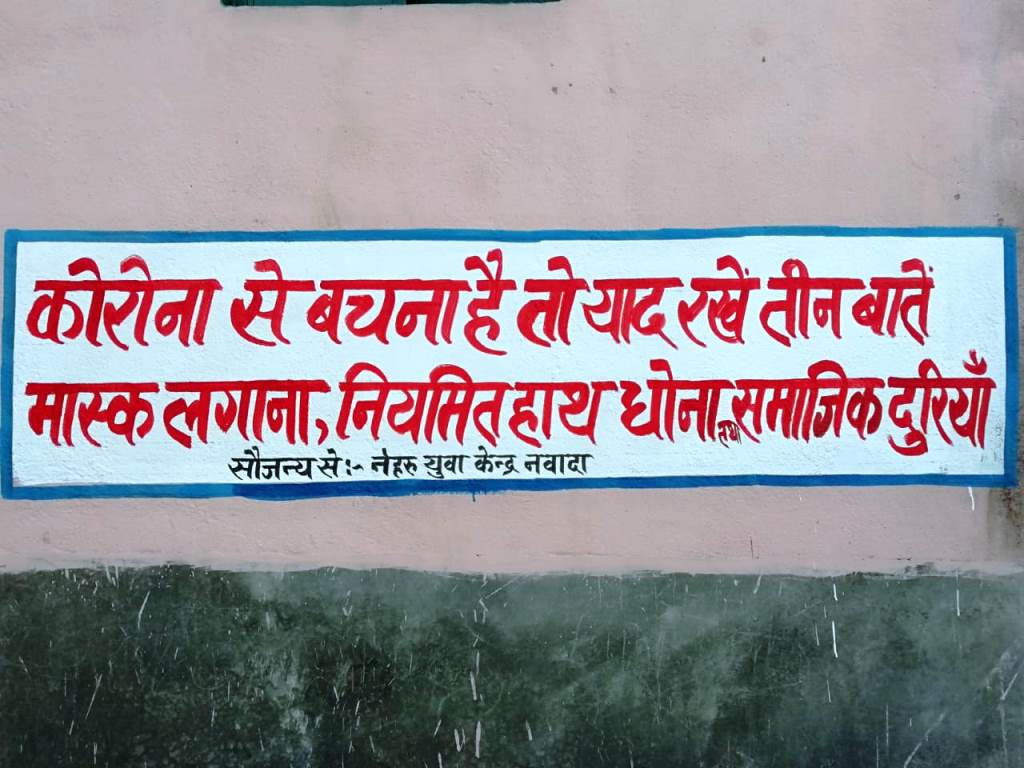 कोरोना से बचना है तो याद रखें तीन बातें
मास्क लगाना, नियमित हाथ धोना तथा समाजिक दुरियाँ
सौजन्य से :- नेहरु युवा केन्द्र नवादा